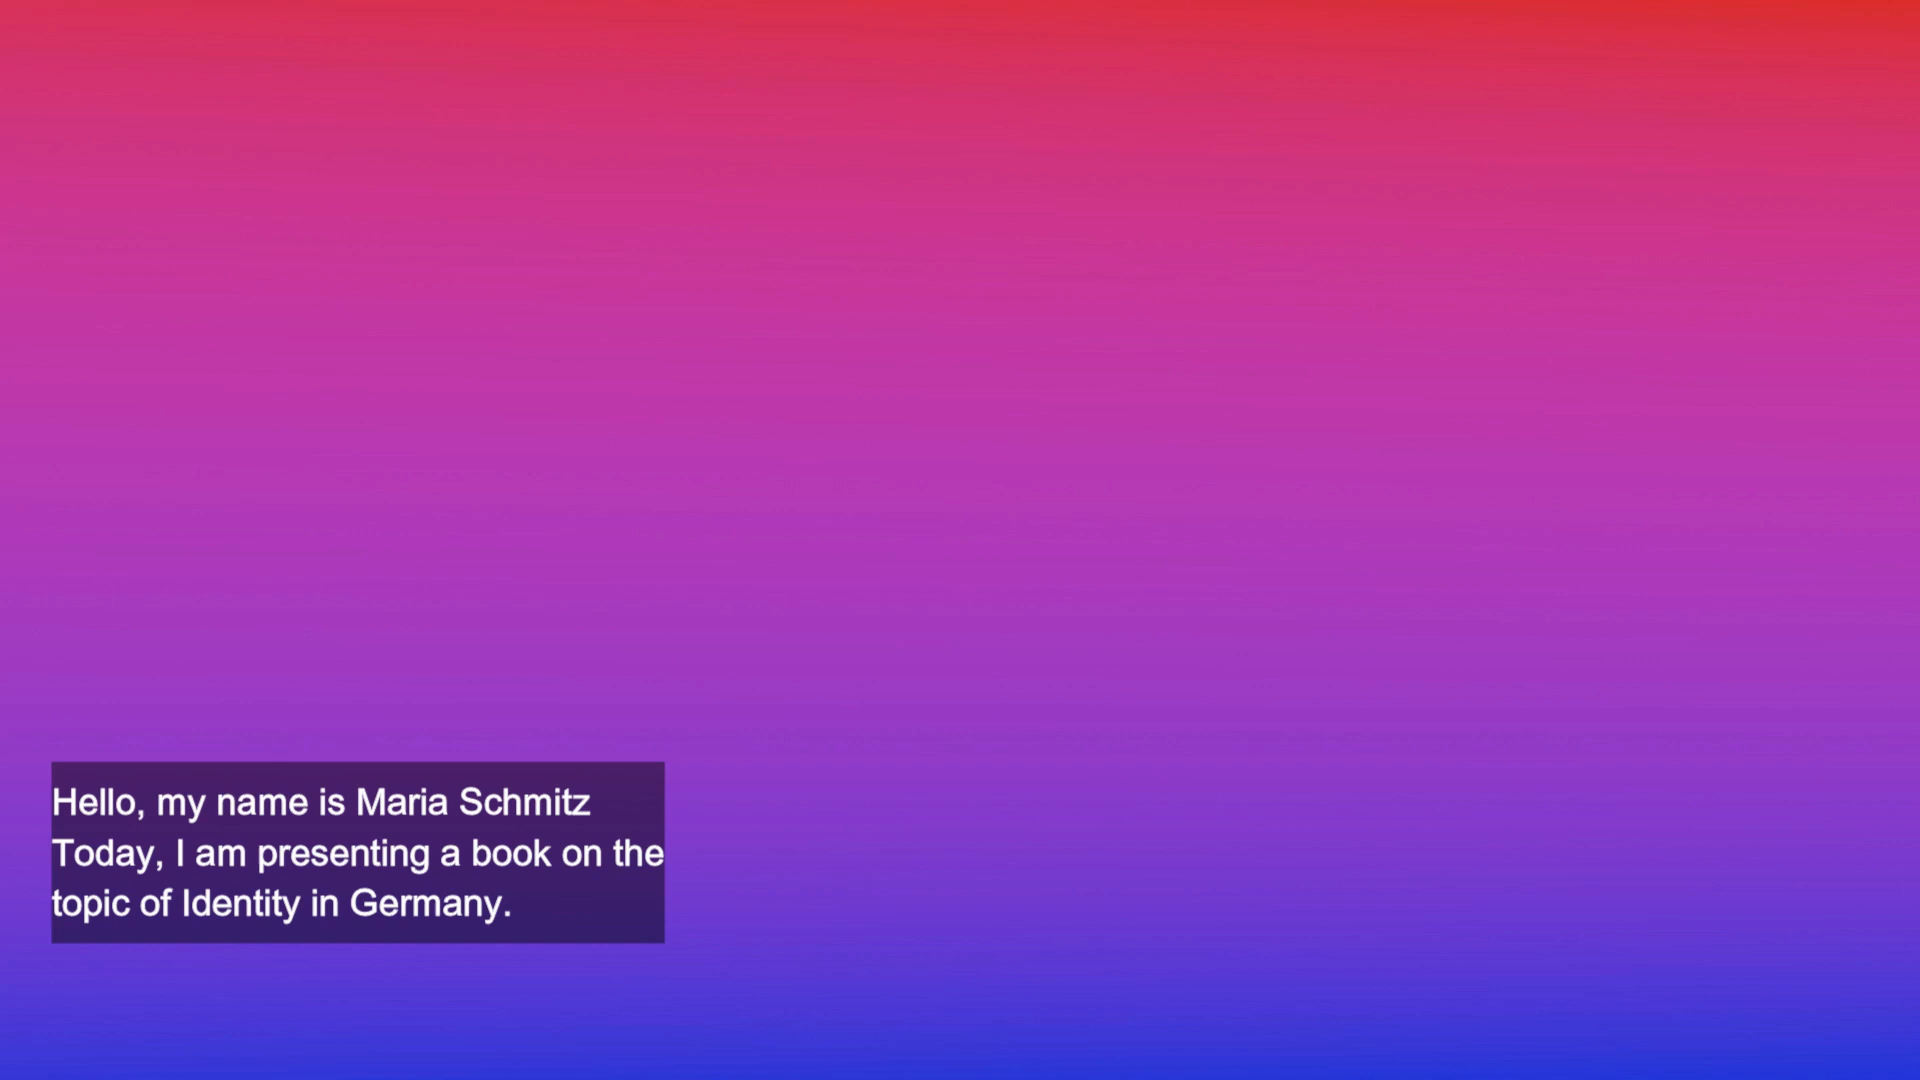 Hello, my name is Maria Schmitz
Today, I am presenting a book on the
topic of Identity in Germany.